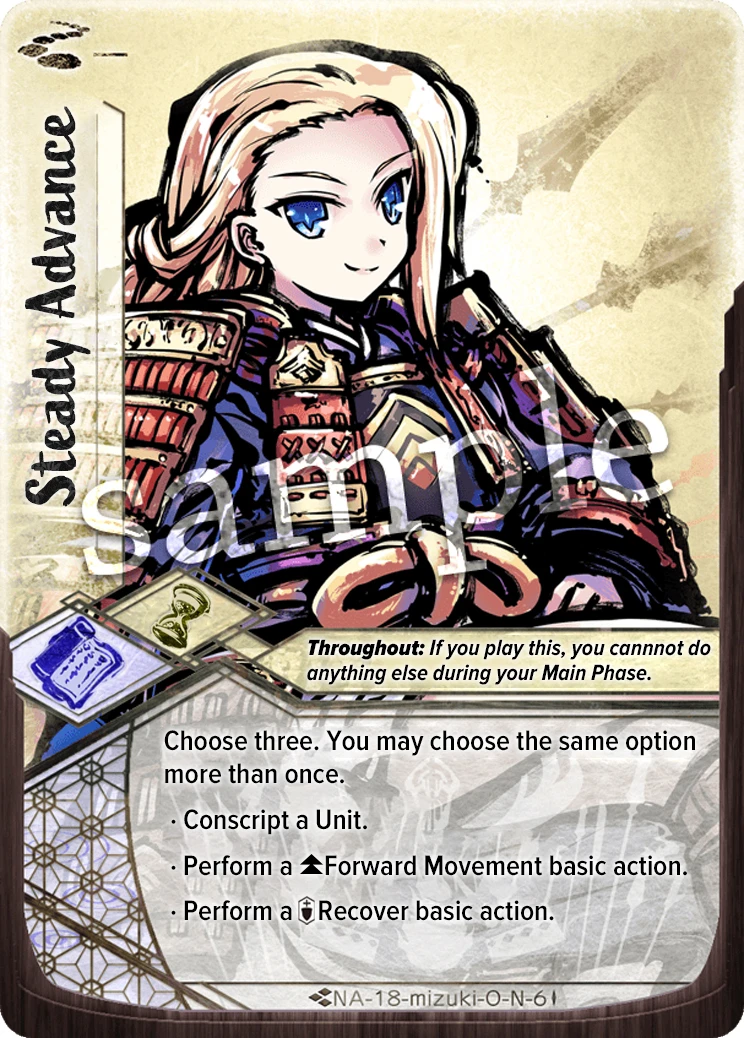 Steady Advance
sample
Throughout: If you play this, you cannnot do
anything else during your Main Phase.
Choose three. You may choose the same option
more than once.
· Conscript a Unit.
· Perform a Forward Movement basic action.
· Perform a Recover basic action.
NA-18-mizuki-O-N-6